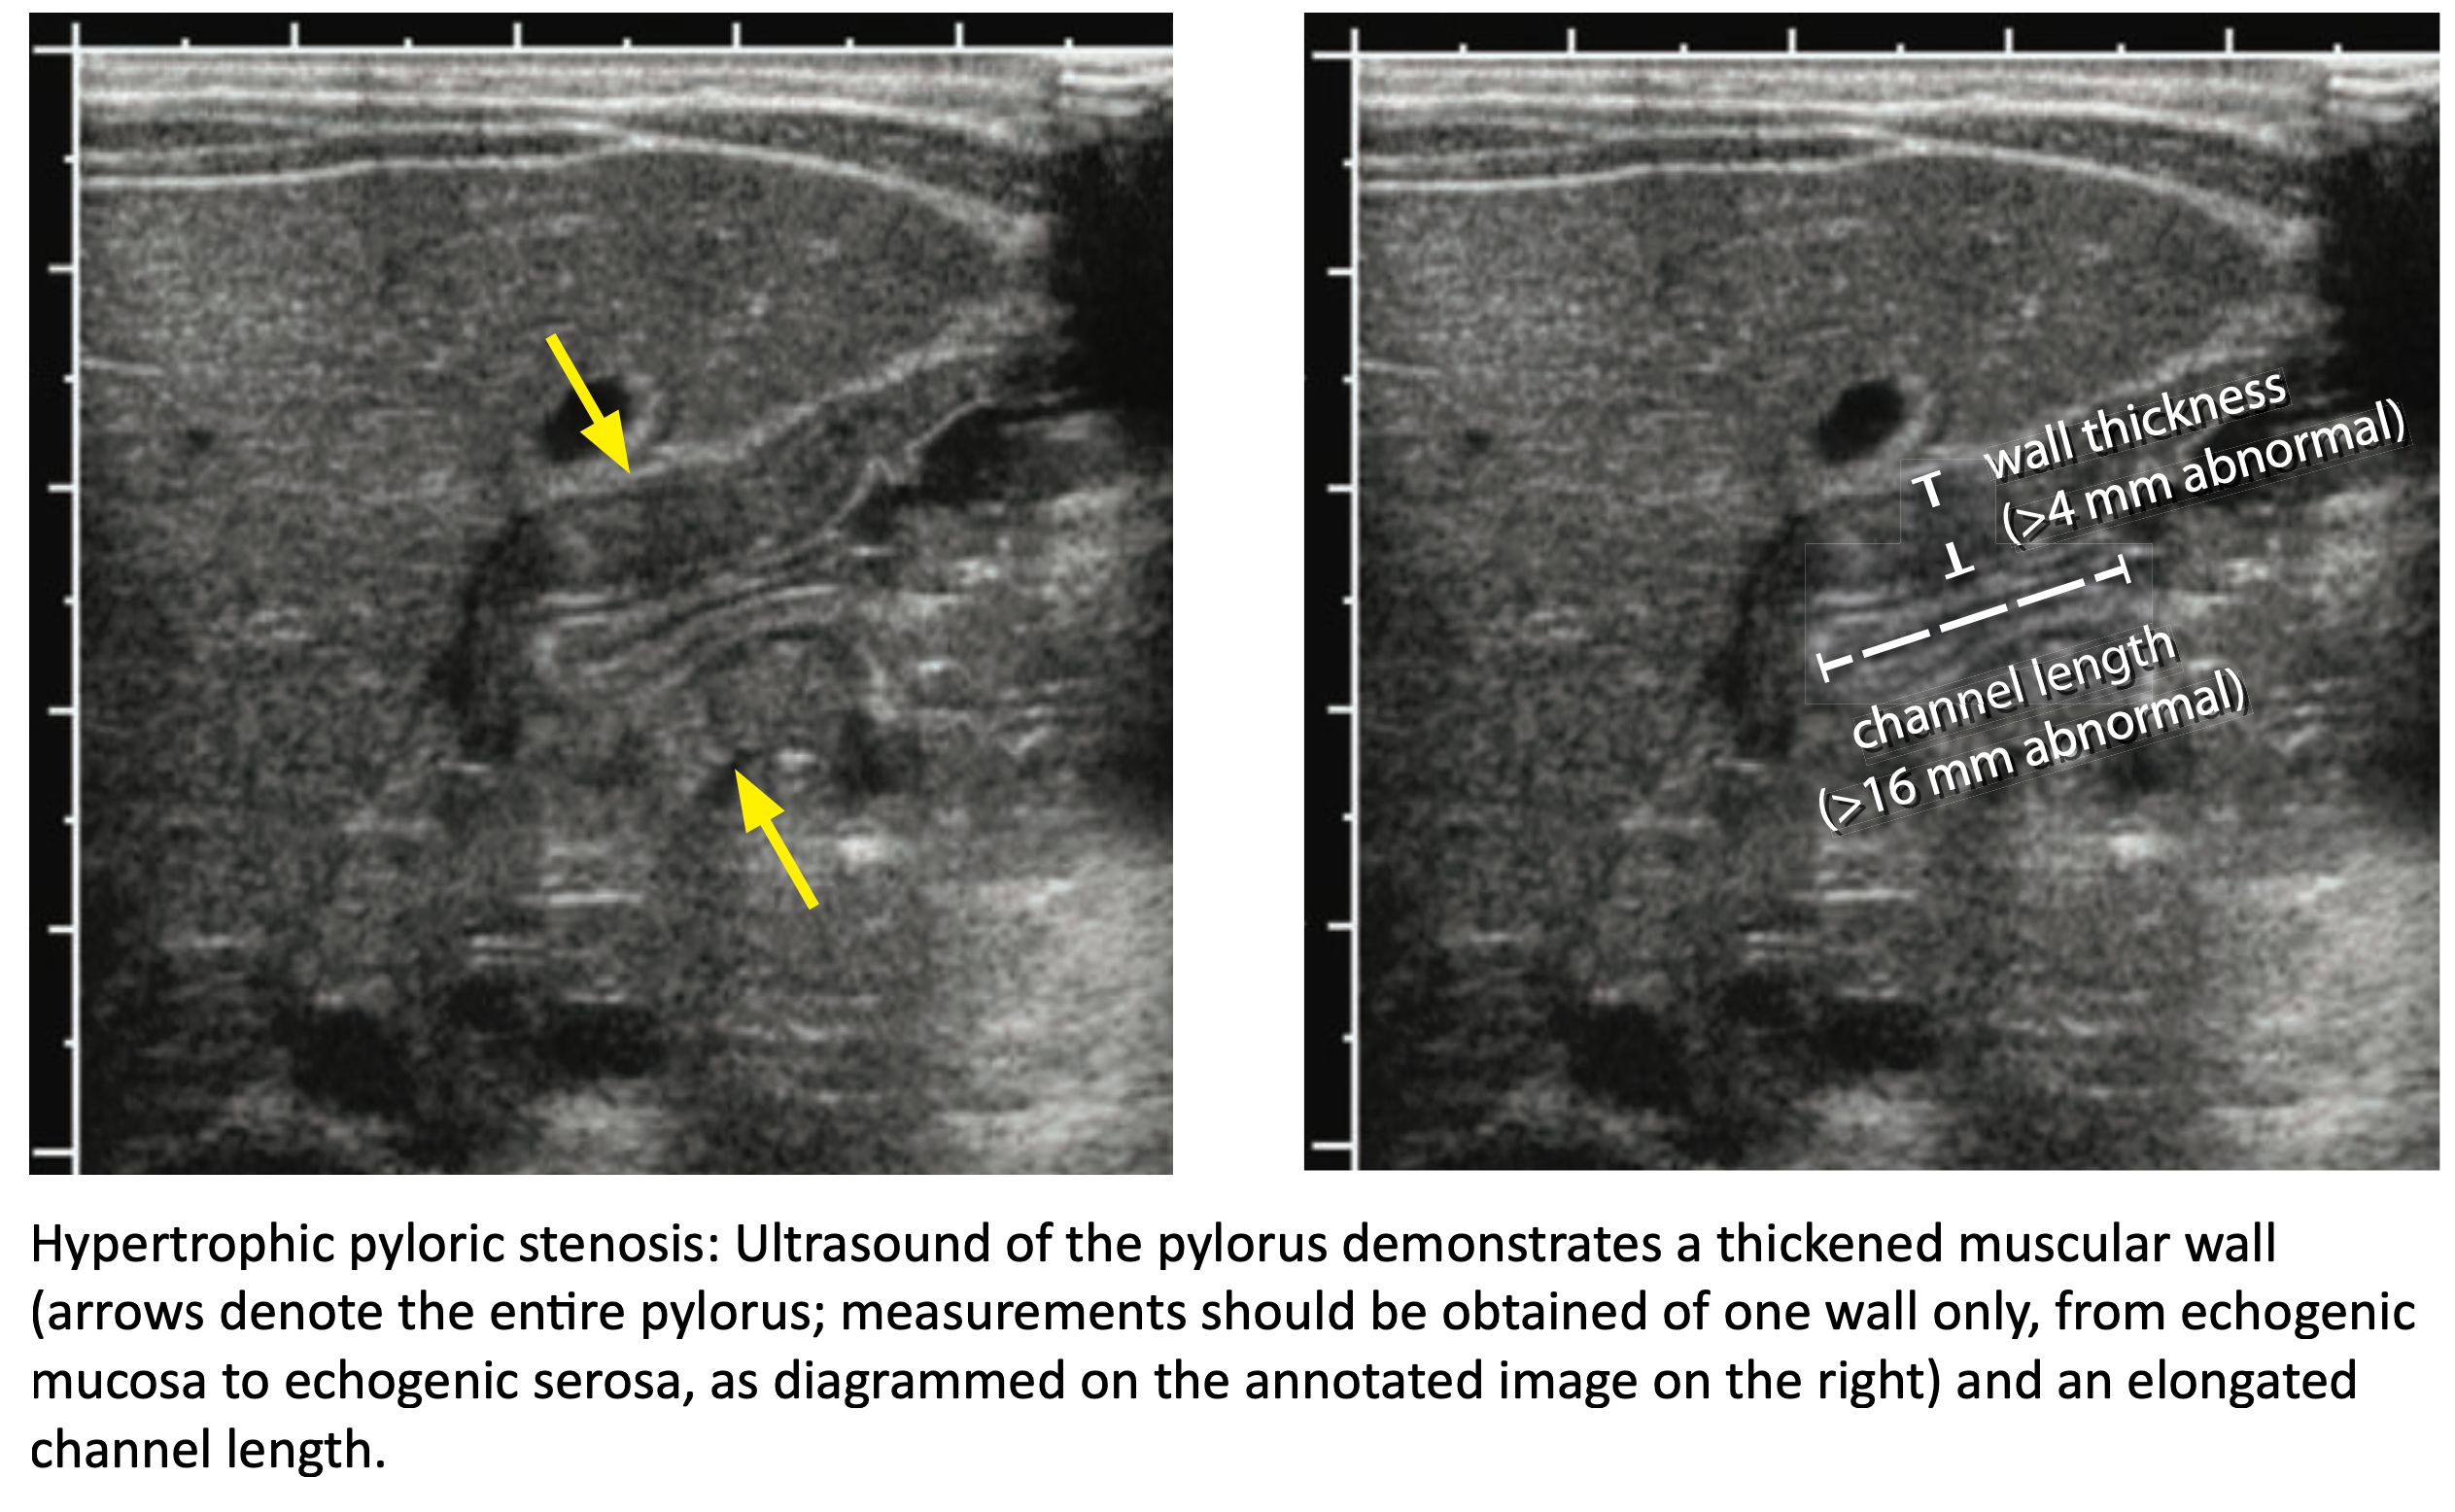 wall thickness
(>4 mm abnormal)
channel length
(>16 mm abnormal)
Hypertrophic pyloric stenosis: Ultrasound of the pylorus demonstrates a thickened muscular wall
(arrows denote the entire pylorus; measurements should be obtained of one wall only, from echogenic
mucosa to echogenic serosa, as diagrammed on the annotated image on the right) and an elongated
channel length.